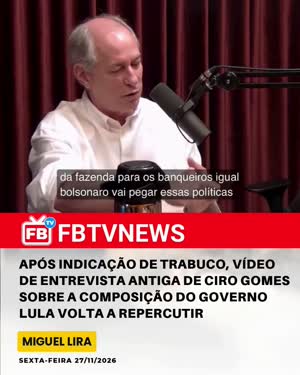 da fazenda para os banqueiros igual
bolsonaro vai pegar essas políticas
FB TV
FBTVNEWS
APÓS INDICAÇÃO DE TRABUCO, VÍDEO
DE ENTREVISTA ANTIGA DE CIRO GOMES
SOBRE A COMPOSIÇÃO DO GOVERNO
LULA VOLTA A REPERCUTIR
MIGUEL LIRA
SEXTA-FEIRA 27/11/2026